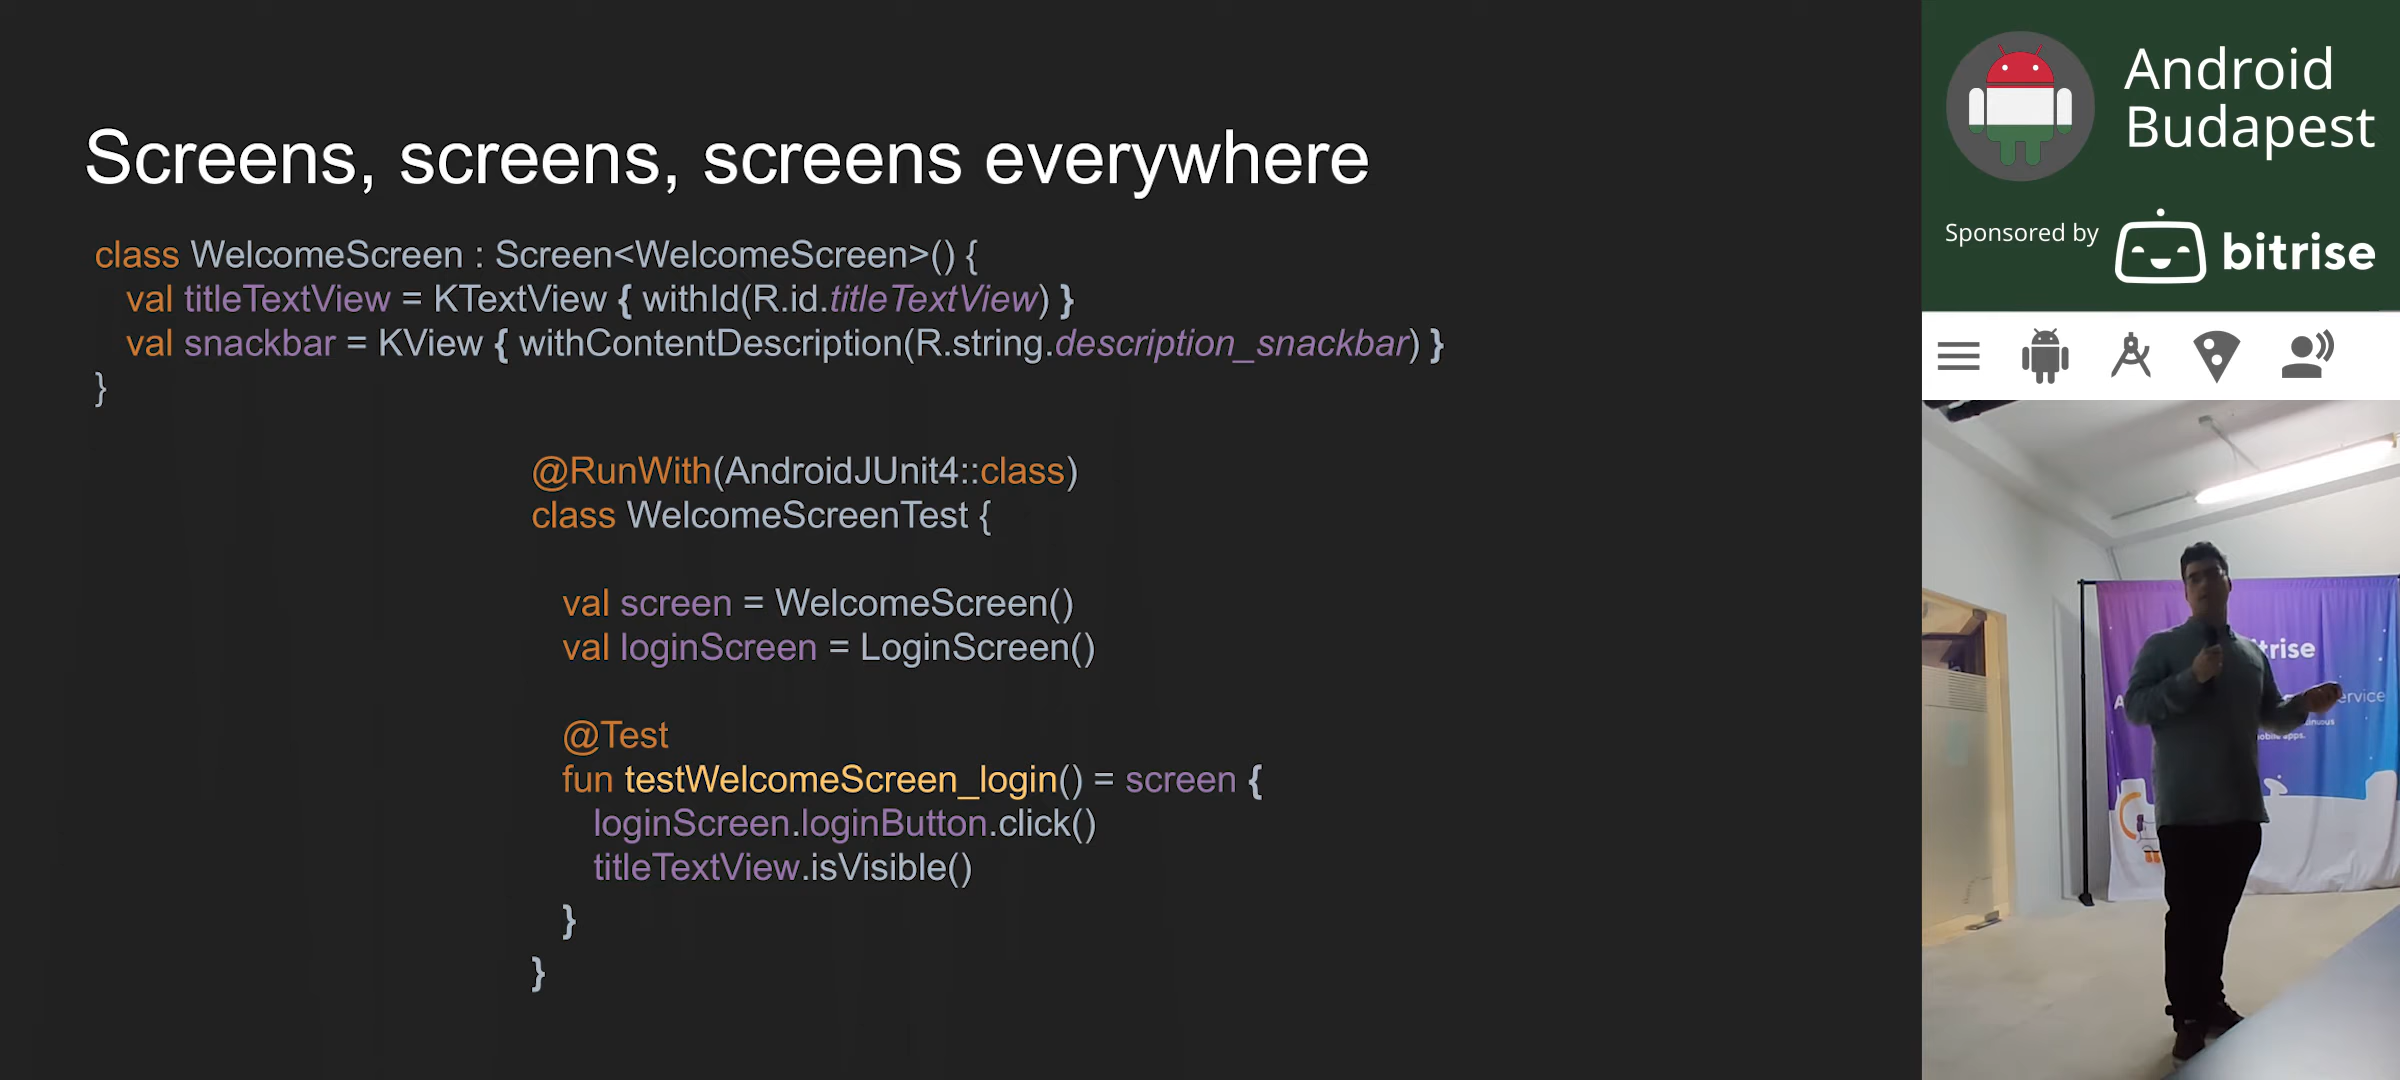 Screens, screens, screens everywhere
class WelcomeScreen : Screen<WelcomeScreen>() {
val titleTextView = KTextView { withId(R.id.titleTextView) }
val snackbar = KView { withContentDescription(R.string.description_snackbar) }
}
@RunWith(AndroidJUnit4::class)
class WelcomeScreenTest {
val screen = WelcomeScreen()
val loginScreen = LoginScreen()
@Test
fun testWelcomeScreen_login() = screen {
loginScreen.loginButton.click()
titleTextView.isVisible()
}
}
Android
Budapest
Sponsored by
bitrise
trise
ervice